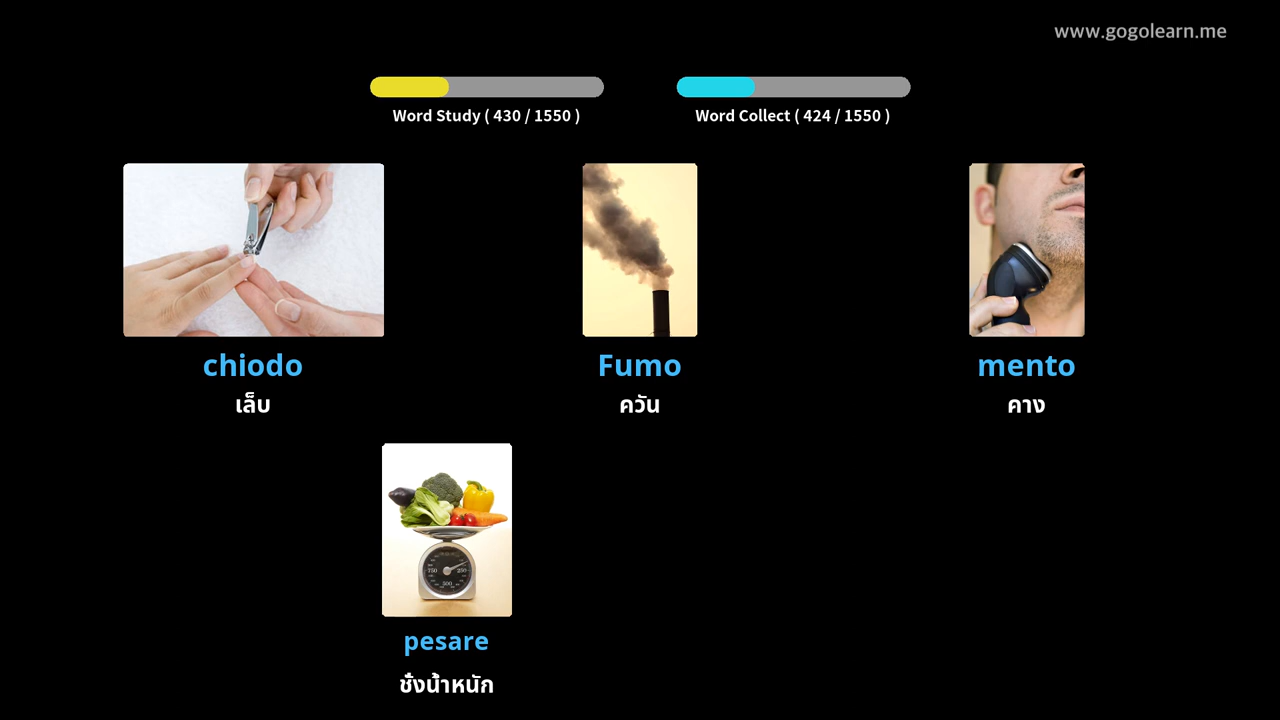 www.gogolearn.me
Word Study ( 430 / 1550 )
Word Collect ( 424 / 1550 )
chiodo
เล็บ
Fumo
ควัน
mento
คาง
pesare
ชั่งน้ำหนัก